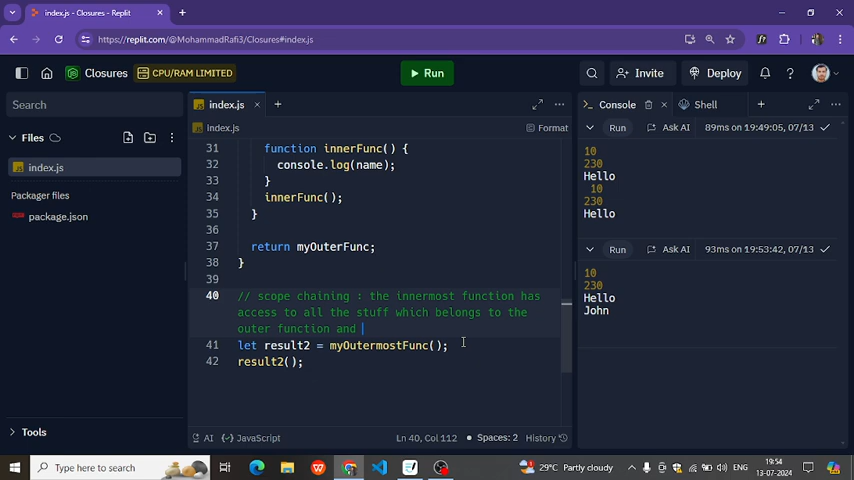 index.js - Closures - Replit
https://replit.com/@MohammadRafi3/Closures#index.js
Closures
CPU/RAM LIMITED
Run
Invite
Deploy
Search
Files
index.js
Packager files
package.json
Tools
index.js
Index.js
Format
31 function innerFunc() {
32 console.log(name);
33 }
34 innerFunc();
35 }
36
37 return myOuterFunc;
38 }
39
40 // scope chaining : the innermost function has
access to all the stuff which belongs to the
outer function and
41 let result2 = myOutermostFunc();
42 result2();
AI
JavaScript
Ln 40, Col 112
Spaces: 2
History
Console
Shell
Run
Ask AI
89ms on 19:49:05, 07/13
10
230
Hello
10
230
Hello
Run
Ask AI
93ms on 19:53:42, 07/13
10
230
Hello
John
Type here to search
29°C Partly cloudy
ENG
19:54
13-07-2024